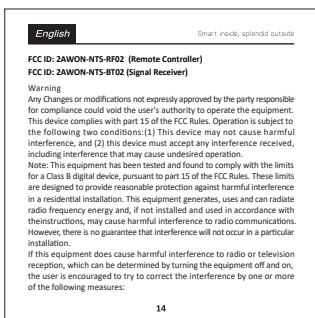 English
Smart inside, splendid outside
FCC ID: 2AWON-NTS-RF02 (Remote Controller)
FCC ID: 2AWON-NTS-BT02 (Signal Receiver)
Warning
Any Changes or modifications not expressly approved by the party responsible
for compliance could void the user's authority to operate the equipment.
This device complies with part 15 of the FCC Rules. Operation is subject to
the following two conditions:(1) This device may not cause harmful
interference, and (2) this device must accept any interference received,
including interference that may cause undesired operation.
Note: This equipment has been tested and found to comply with the limits
for a Class B digital device, pursuant to part 15 of the FCC Rules. These limits
are designed to provide reasonable protection against harmful interference
in a residential installation. This equipment generates, uses and can radiate
radio frequency energy and, if not installed and used in accordance with
theinstructions, may cause harmful interference to radio communications.
However, there is no guarantee that interference will not occur in a particular
installation.
If this equipment does cause harmful interference to radio or television
reception, which can be determined by turning the equipment off and on,
the user is encouraged to try to correct the interference by one or more
of the following measures:
14